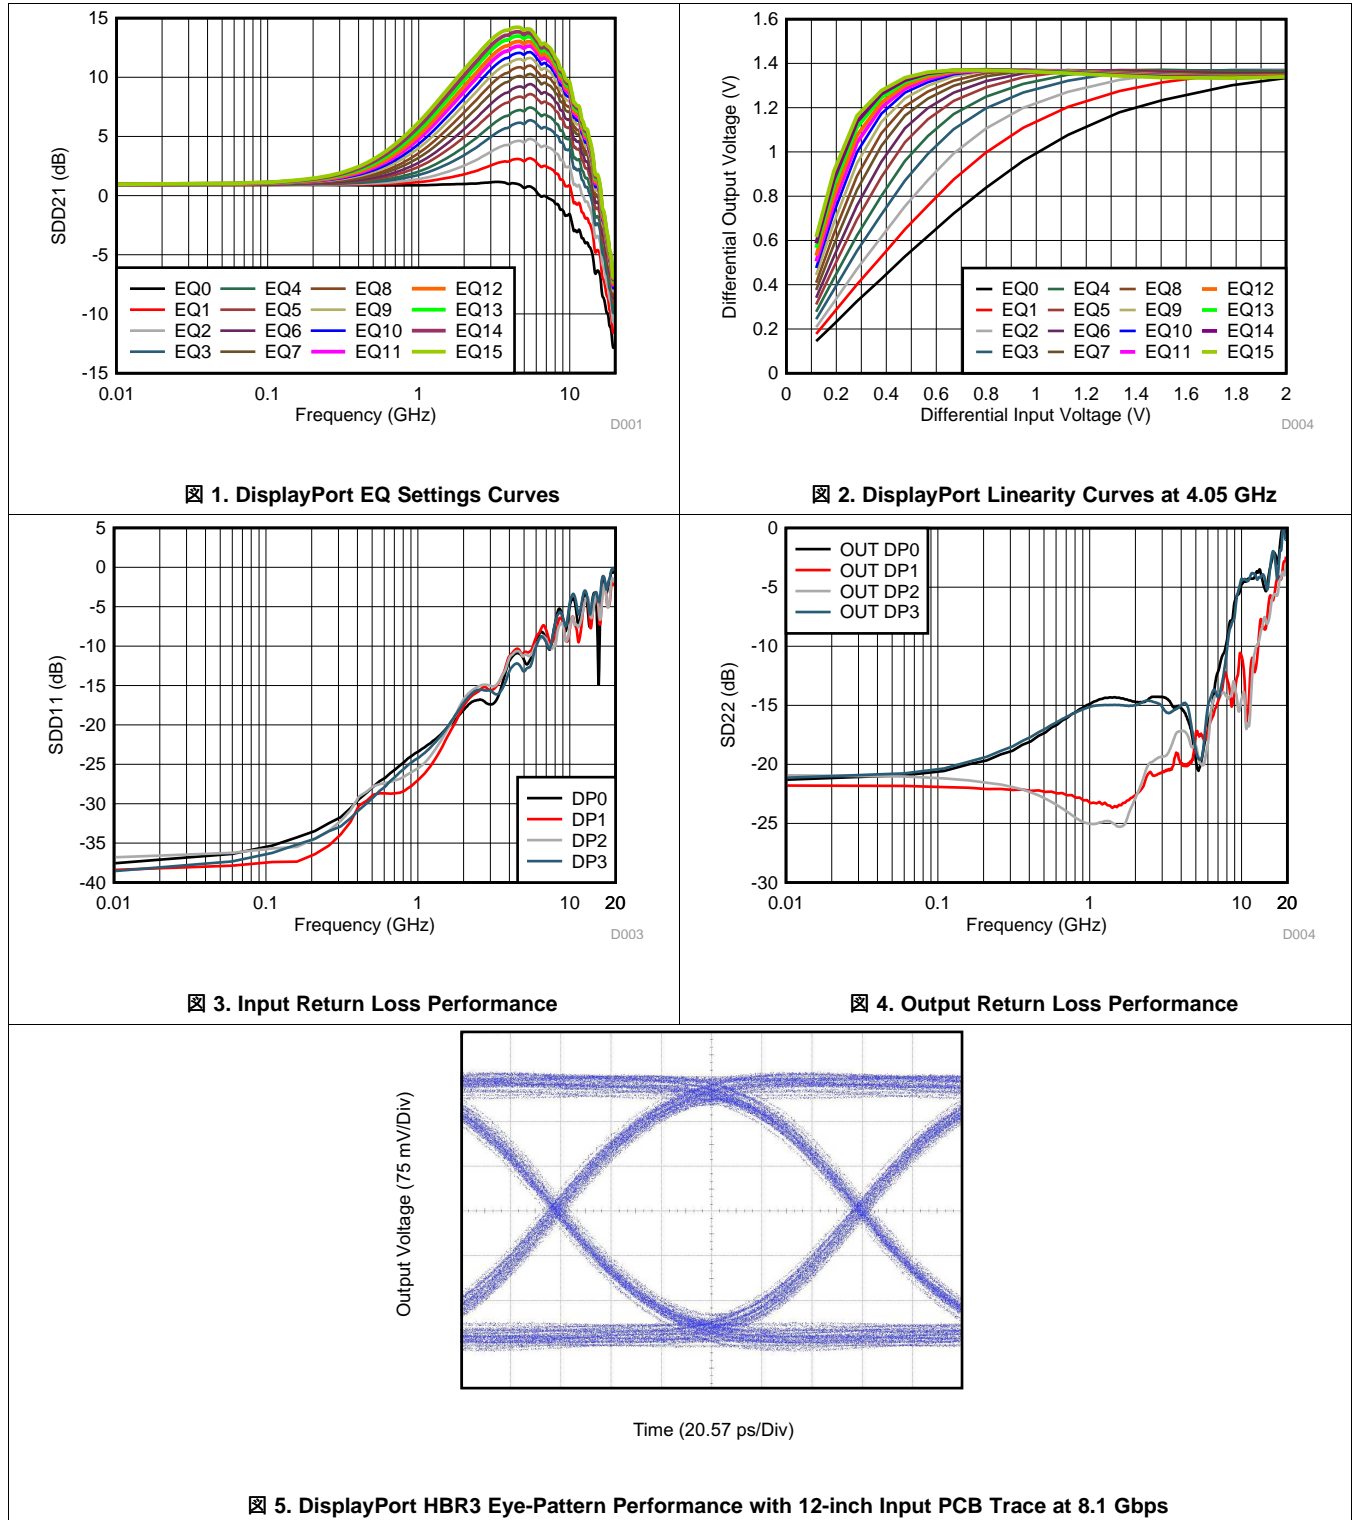 15
10
5
0
-5
-10
-15
SDD21 (dB)
EQ0 EQ4 EQ8 EQ12
EQ1 EQ5 EQ9 EQ13
EQ2 EQ6 EQ10 EQ14
EQ3 EQ7 EQ11 EQ15
0.01 0.1 1 10
Frequency (GHz)
D001
図 1. DisplayPort EQ Settings Curves
1.6
1.4
1.2
1
0.8
0.6
0.4
0.2
0
Differential Output Voltage (V)
EQ0 EQ4 EQ8 EQ12
EQ1 EQ5 EQ9 EQ13
EQ2 EQ6 EQ10 EQ14
EQ3 EQ7 EQ11 EQ15
0 0.2 0.4 0.6 0.8 1 1.2 1.4 1.6 1.8 2
Differential Input Voltage (V)
D004
図 2. DisplayPort Linearity Curves at 4.05 GHz
5
0
-5
-10
-15
-20
-25
-30
-35
-40
SDD11 (dB)
DP0
DP1
DP2
DP3
0.01 0.1 1 10 20
Frequency (GHz)
D003
図 3. Input Return Loss Performance
0
-5
-10
-15
-20
-25
-30
SD22 (dB)
OUT DP0
OUT DP1
OUT DP2
OUT DP3
0.01 0.1 1 10 20
Frequency (GHz)
D004
図 4. Output Return Loss Performance
Output Voltage (75 mV/Div)
Time (20.57 ps/Div)
図 5. DisplayPort HBR3 Eye-Pattern Performance with 12-inch Input PCB Trace at 8.1 Gbps